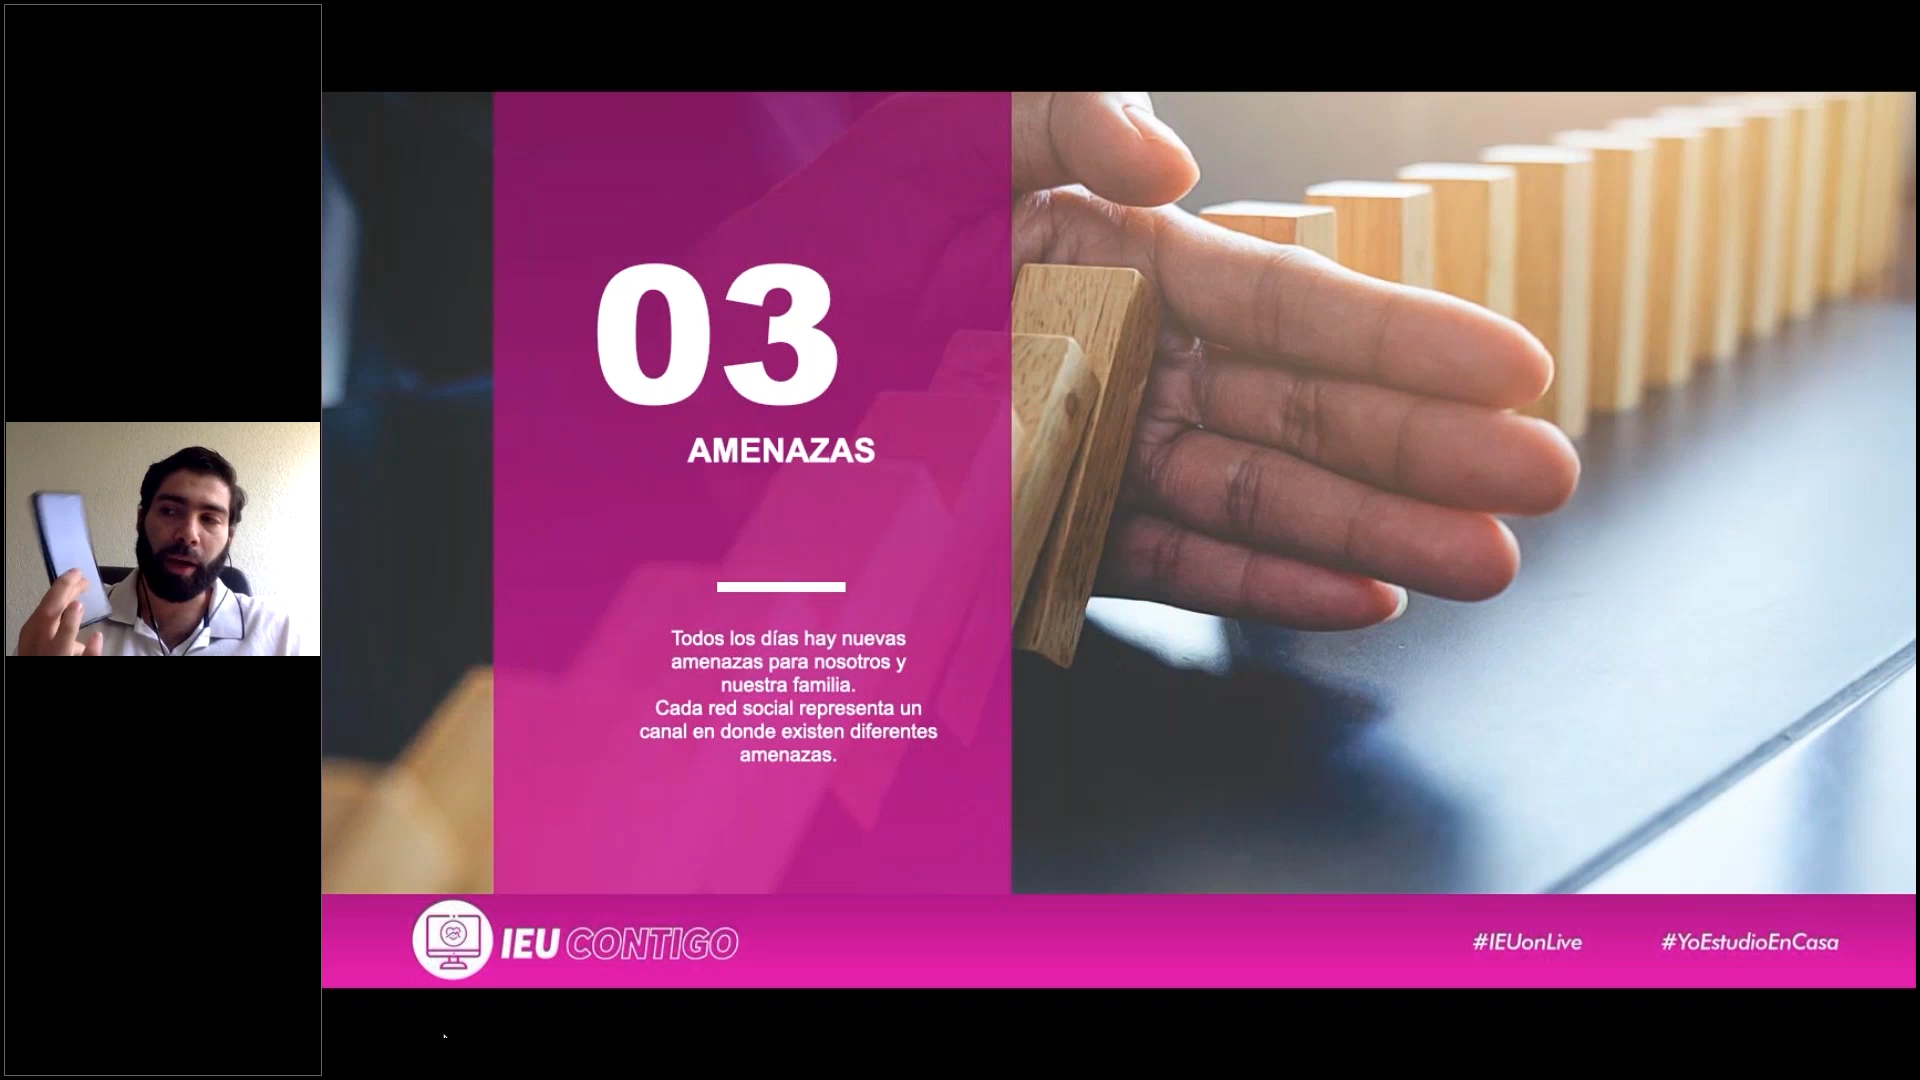 03
AMENAZAS
Todos los días hay nuevas
amenazas para nosotros y
nuestra familia.
Cada red social representa un
canal en donde existen diferentes
amenazas.
IEU CONTIGO
#IEUonLive
#YoEstudioEnCasa